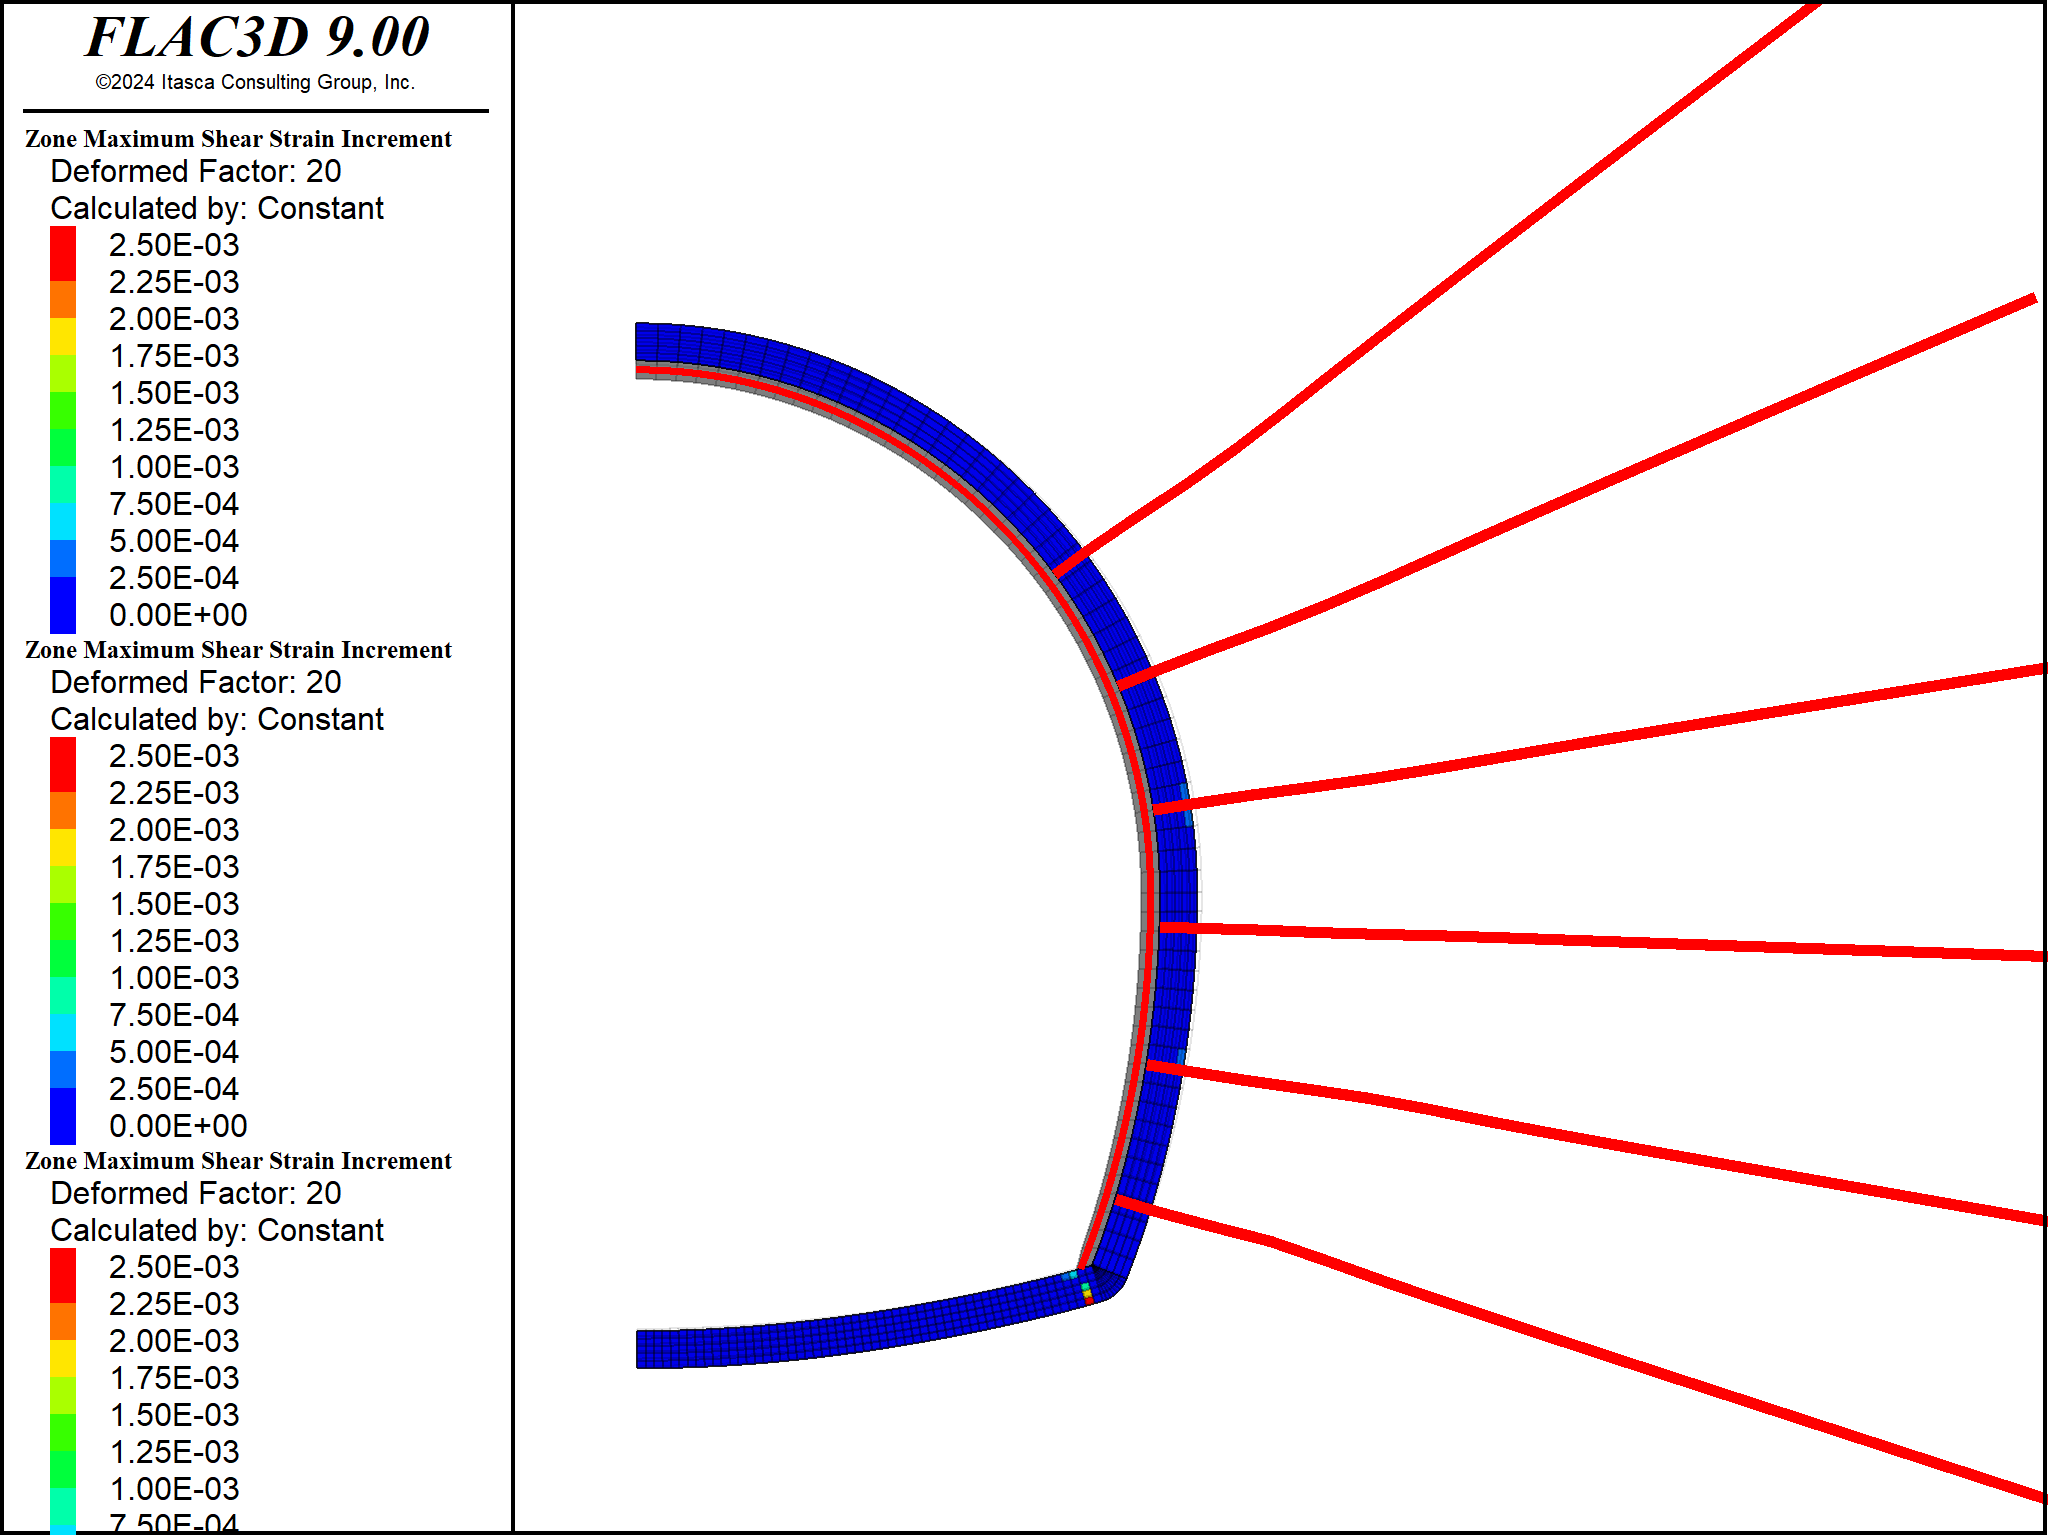 FLAC3D 9.00
©2024 Itasca Consulting Group, Inc.
Zone Maximum Shear Strain Increment
Deformed Factor: 20
Calculated by: Constant
2.50E-03
2.25E-03
2.00E-03
1.75E-03
1.50E-03
1.25E-03
1.00E-03
7.50E-04
5.00E-04
2.50E-04
0.00E+00
Zone Maximum Shear Strain Increment
Deformed Factor: 20
Calculated by: Constant
2.50E-03
2.25E-03
2.00E-03
1.75E-03
1.50E-03
1.25E-03
1.00E-03
7.50E-04
5.00E-04
2.50E-04
0.00E+00
Zone Maximum Shear Strain Increment
Deformed Factor: 20
Calculated by: Constant
2.50E-03
2.25E-03
2.00E-03
1.75E-03
1.50E-03
1.25E-03
1.00E-03
7.50E-04